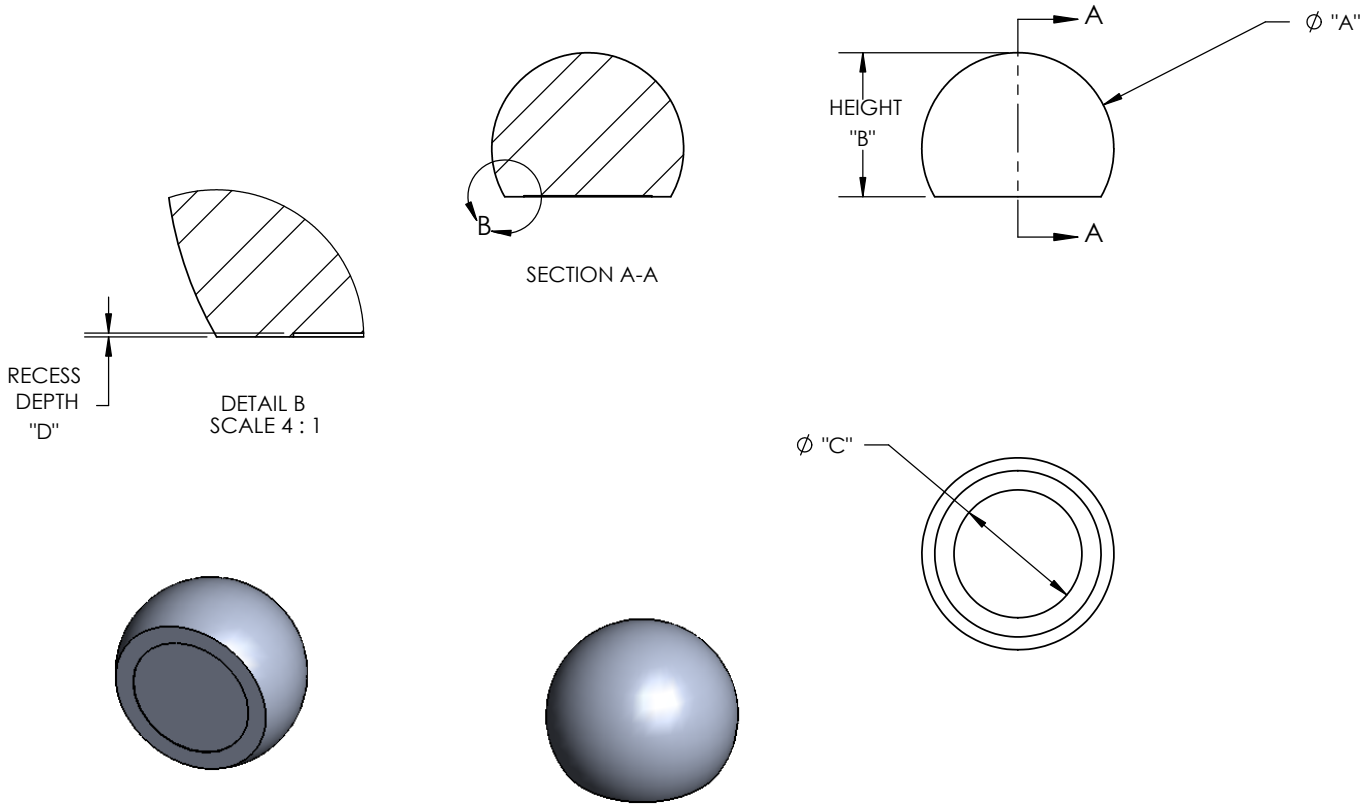 A
⌀ "A"
HEIGHT
"B"
A
B
SECTION A-A
RECESS
DEPTH
"D"
DETAIL B
SCALE 4 : 1
⌀ "C"